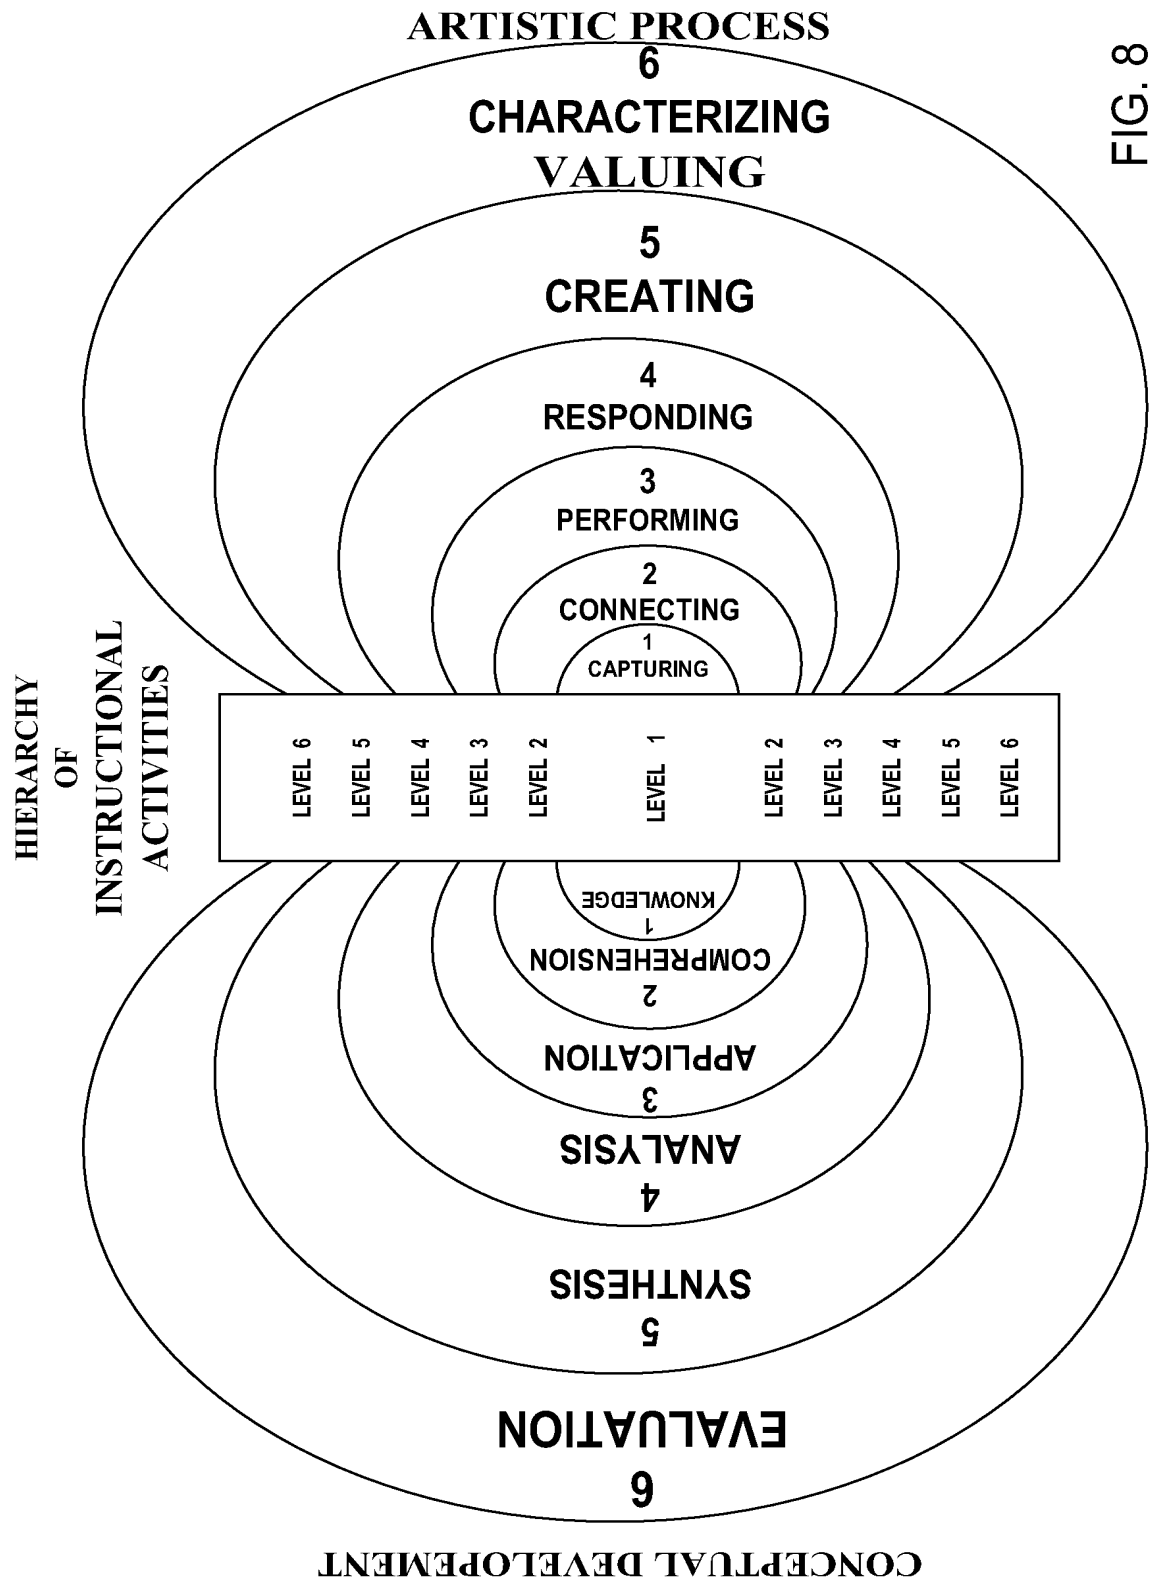 ARTISTIC PROCESS
6
CHARACTERIZING
VALUING
5
CREATING
4
RESPONDING
3
PERFORMING
2
CONNECTING
1
CAPTURING
HIERARCHY
OF
INSTRUCTIONAL
ACTIVITIES
LEVEL 6
LEVEL 5
LEVEL 4
LEVEL 3
LEVEL 2
LEVEL 1
LEVEL 2
LEVEL 3
LEVEL 4
LEVEL 5
LEVEL 6
1
KNOWLEDGE
2
COMPREHENSION
3
APPLICATION
4
ANALYSIS
5
SYNTHESIS
6
EVALUATION
CONCEPTUAL DEVELOPEMENT
FIG. 8